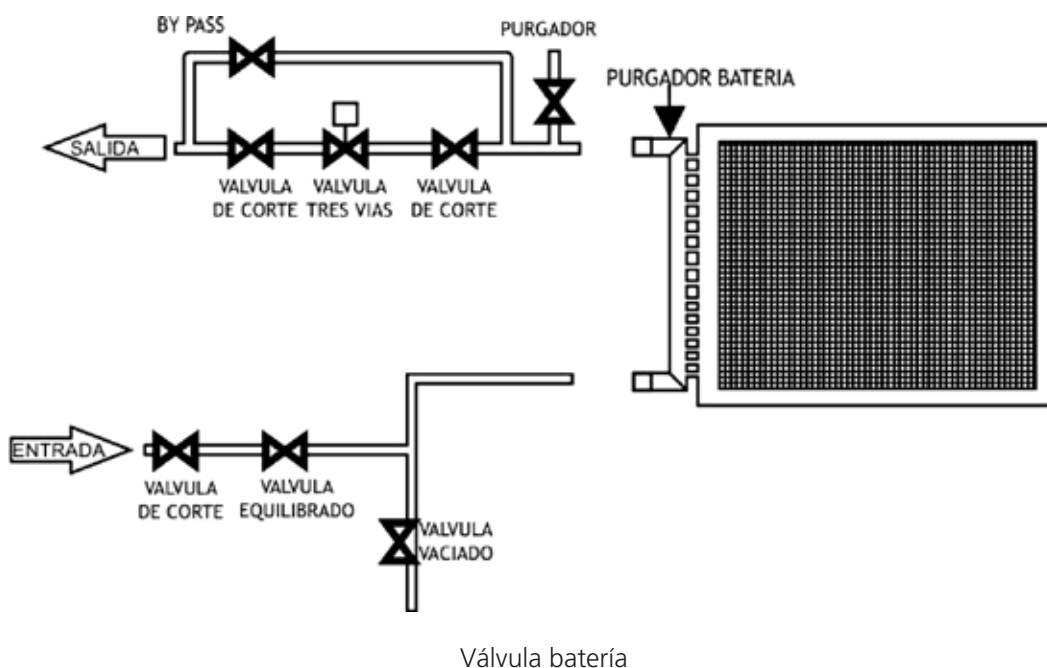 BY PASS
PURGADOR
PURGADOR BATERIA
SALIDA
VALVULA
DE CORTE
VALVULA
TRES VIAS
VALVULA
DE CORTE
ENTRADA
VALVULA
DE CORTE
VALVULA
EQUILIBRADO
VALVULA
VACIADO
Válvula batería